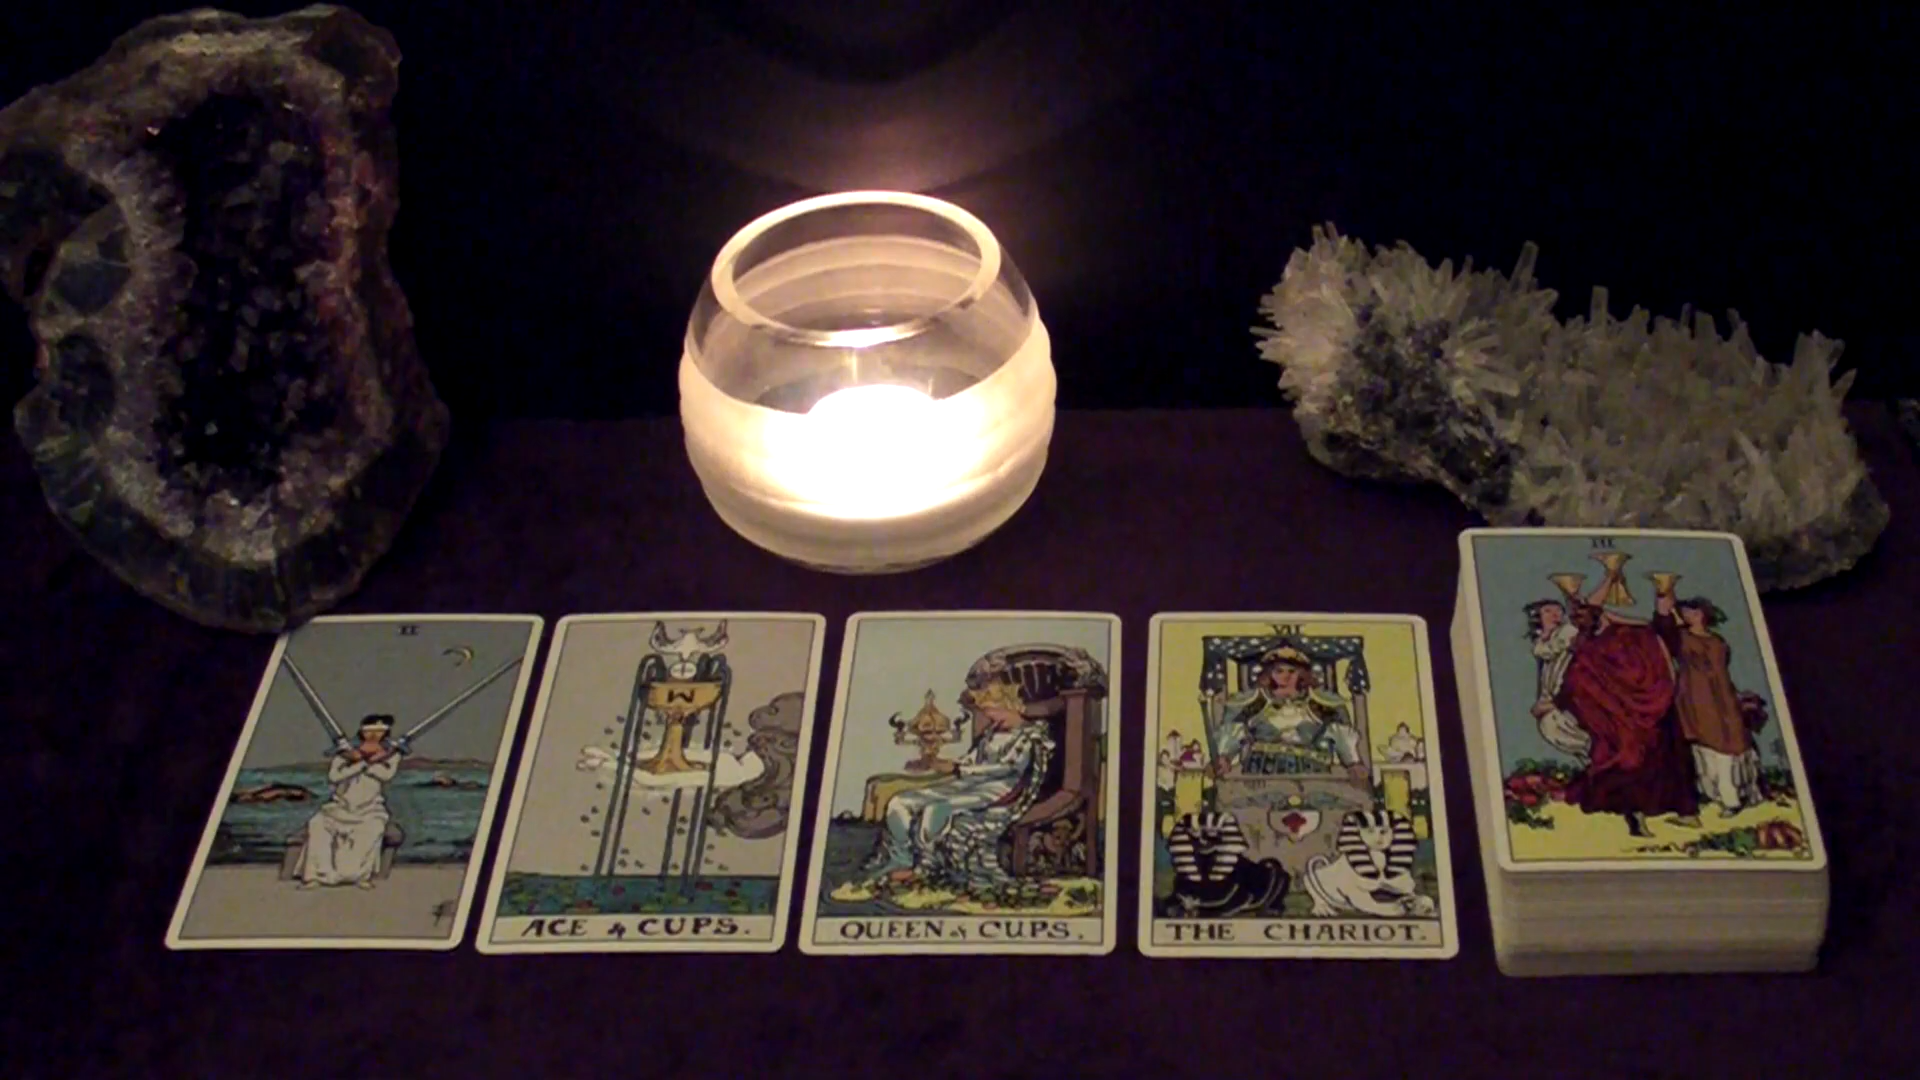 II
ACE of CUPS.
QUEEN of CUPS.
VII
THE CHARIOT.
III